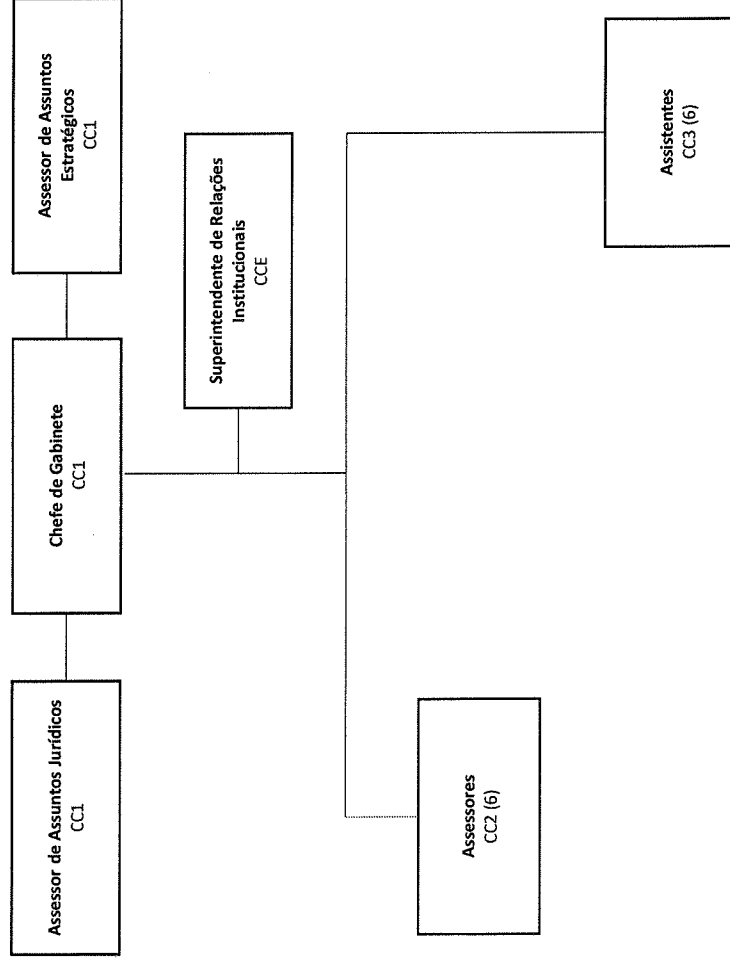 Assessor de Assuntos Jurídicos
CC1
Chefe de Gabinete
CC1
Assessor de Assuntos
Estratégicos
CC1
Superintendente de Relações
Institucionais
CCE
Assessores
CC2 (6)
Assistentes
CC3 (6)